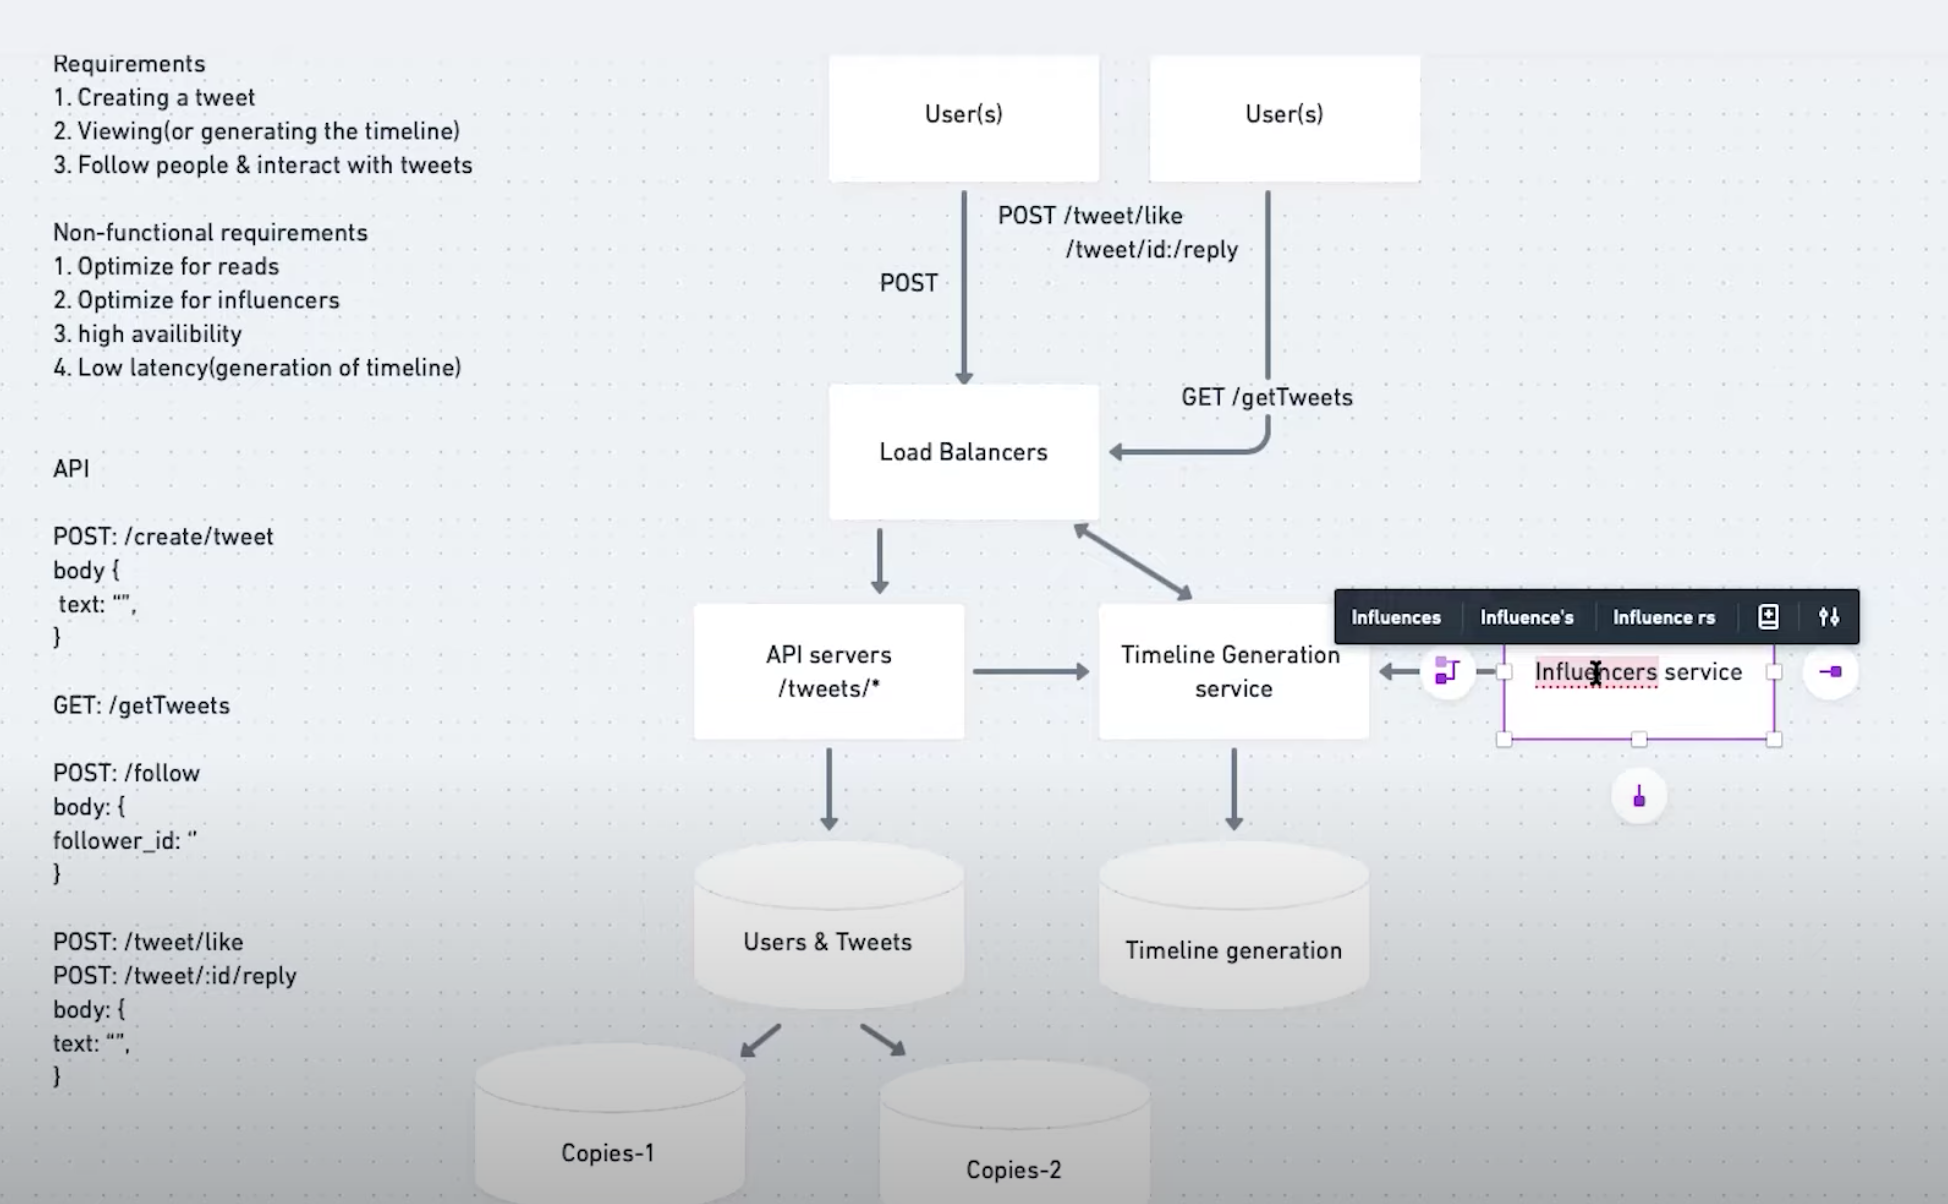 Requirements
1. Creating a tweet
2. Viewing(or generating the timeline)
3. Follow people & interact with tweets
Non-functional requirements
1. Optimize for reads
2. Optimize for influencers
3. high availibility
4. Low latency(generation of timeline)
API
POST: /create/tweet
body {
text: “”,
}
GET: /getTweets
POST: /follow
body: {
follower_id: ‘’
}
POST: /tweet/like
POST: /tweet/:id/reply
body: {
text: “”,
}
User(s)
User(s)
POST /tweet/like
/tweet/id:/reply
POST
GET /getTweets
Load Balancers
API servers
/tweets/*
Timeline Generation
service
Influences
Influence's
Influence rs
Influencers service
Users & Tweets
Timeline generation
Copies-1
Copies-2